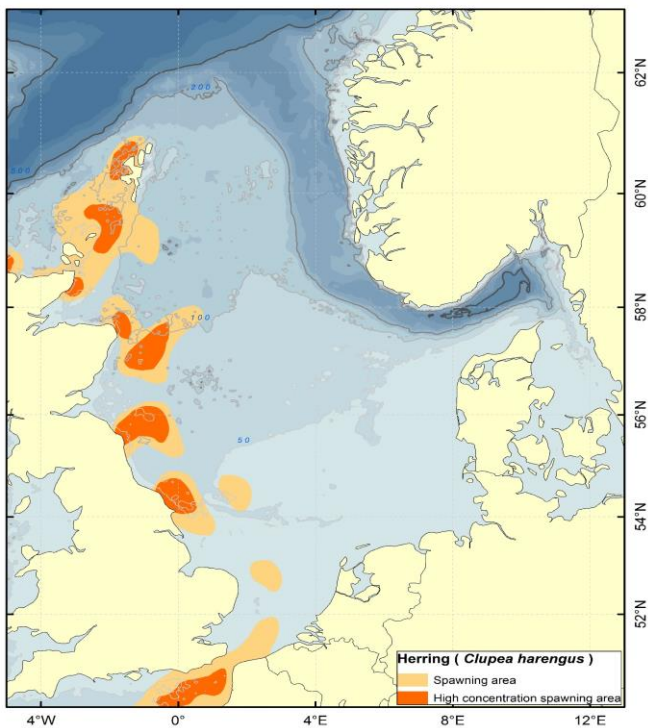 62°N
200
500
60°N
58°N
100
56°N
50
54°N
52°N
Herring ( Clupea harengus )
Spawning area
High concentration spawning area
4°W
0°
4°E
8°E
12°E